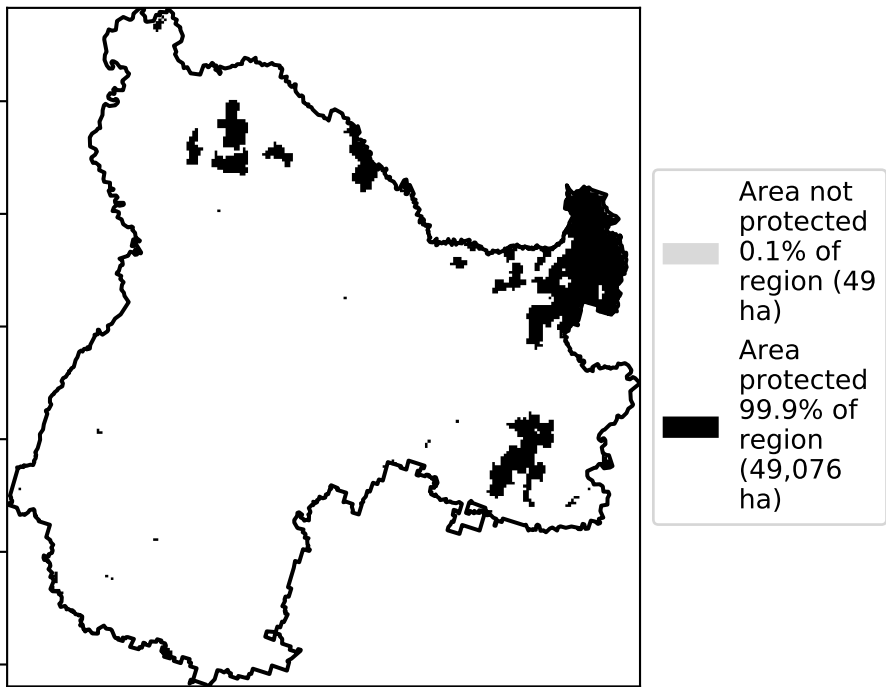 Area not
protected
0.1% of
region (49
ha)
Area
protected
99.9% of
region
(49,076
ha)